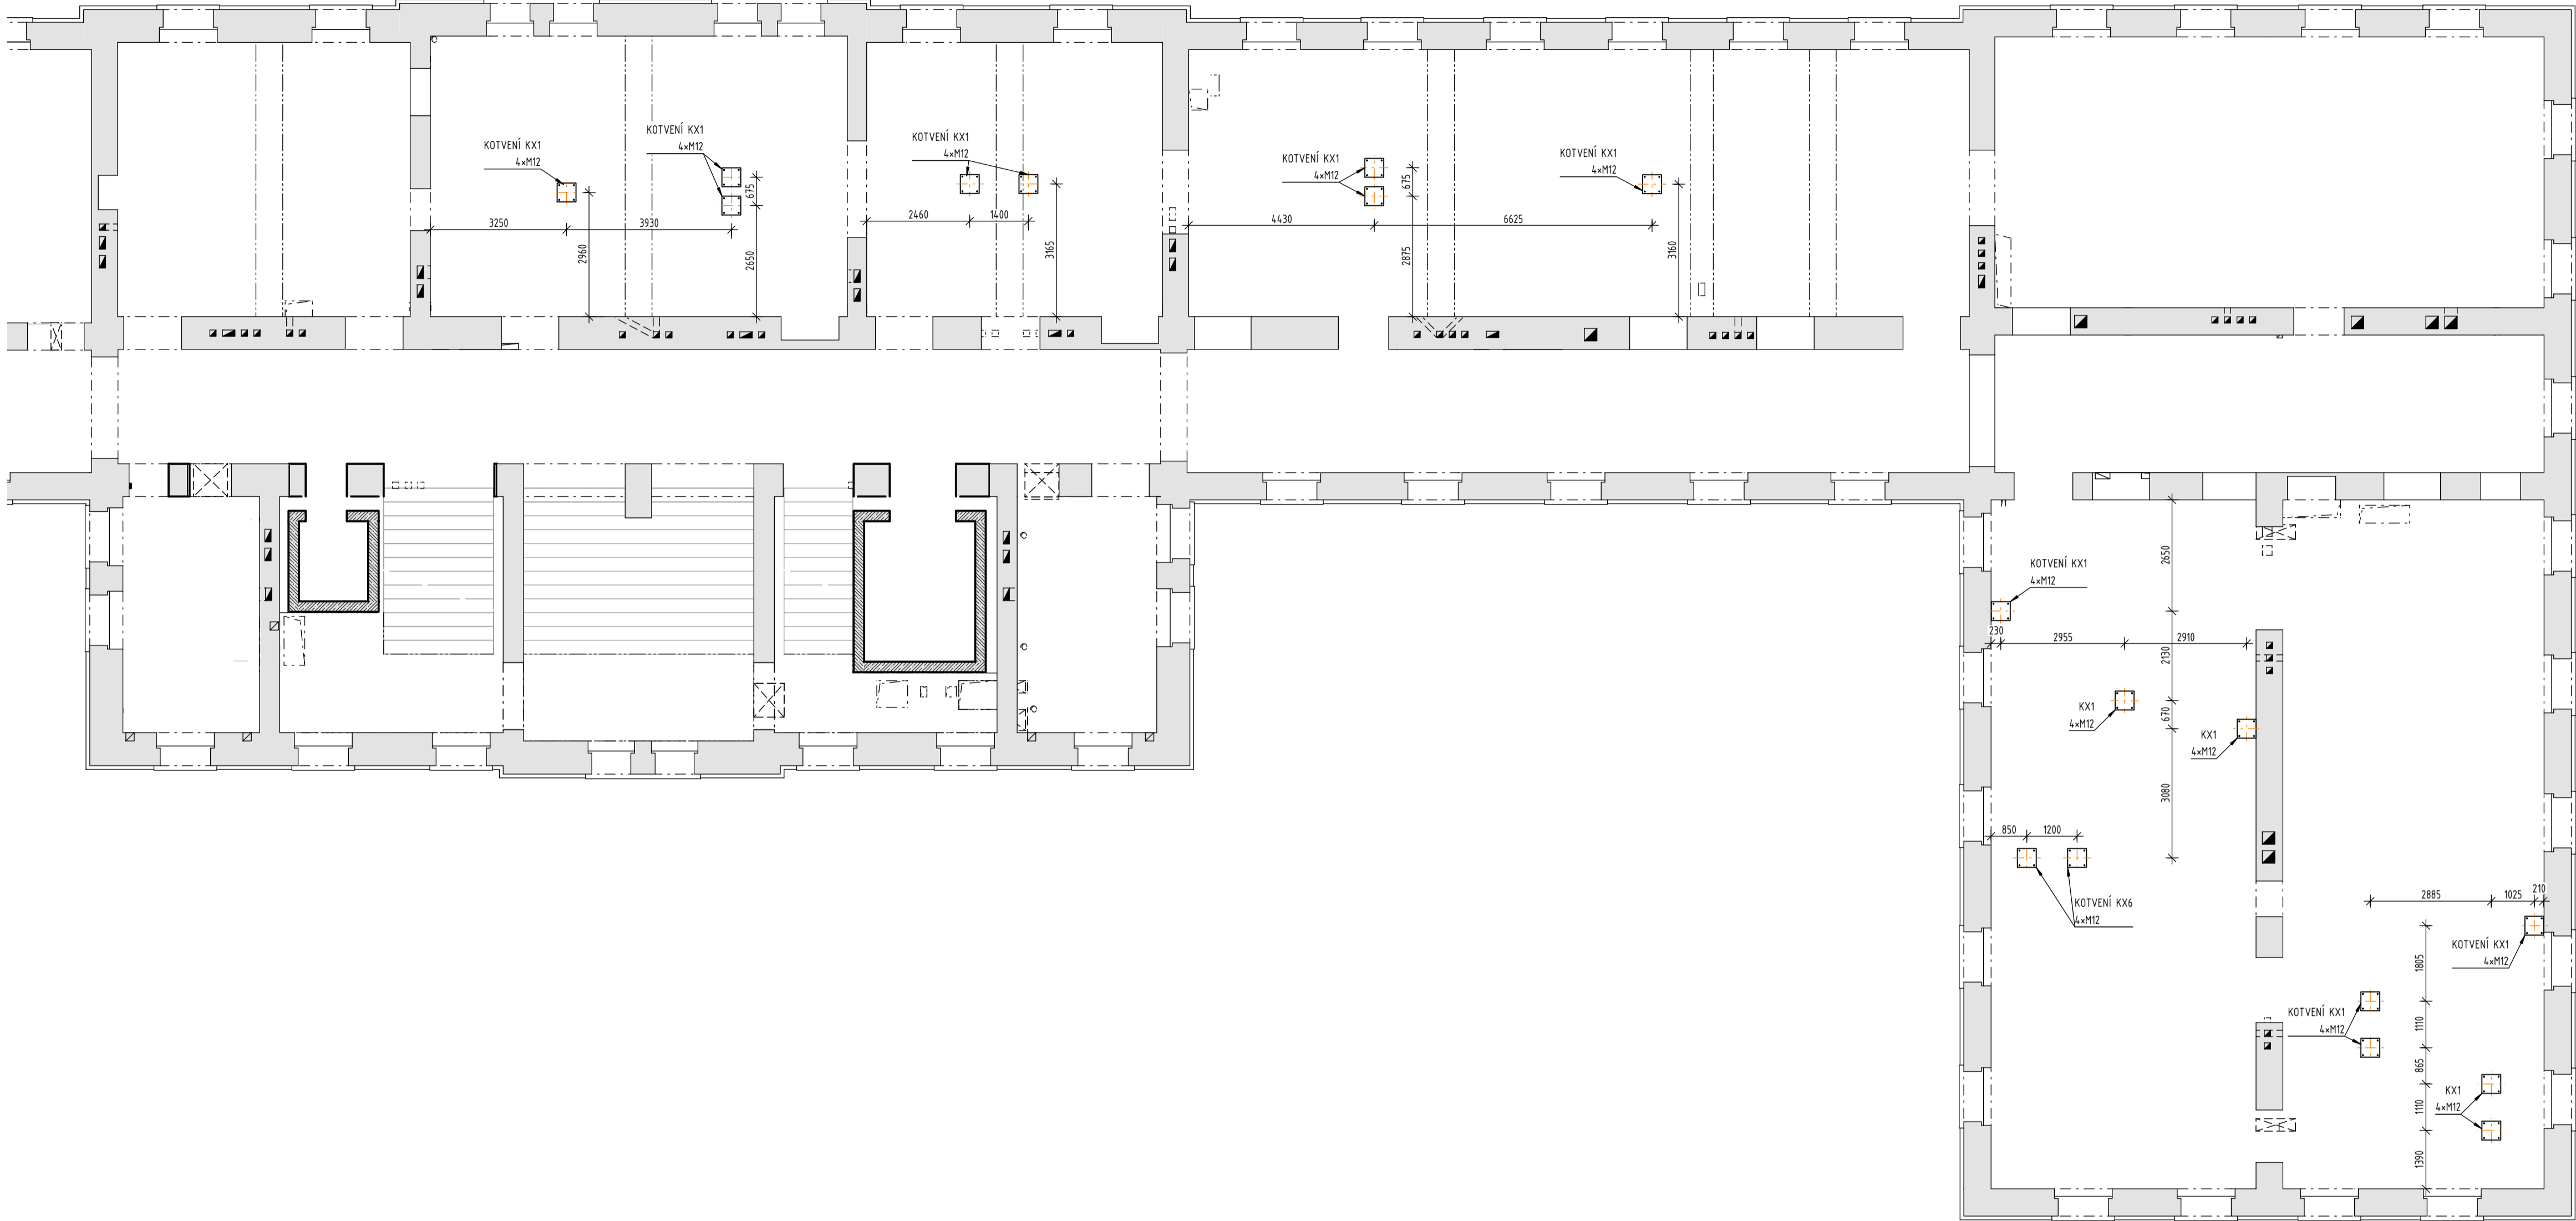 KOTVENÍ KX1
4×M12
KOTVENÍ KX1
4×M12
3250
3930
2960
675
2650
KOTVENÍ KX1
4×M12
2460
1400
3165
KOTVENÍ KX1
4×M12
675
4430
6625
2875
KOTVENÍ KX1
4×M12
3160
2650
KOTVENÍ KX1
4×M12
230
2955
2910
2130
KX1
4×M12
670
KX1
4×M12
3080
850
1200
KOTVENÍ KX6
4×M12
2885
1025
210
KOTVENÍ KX1
4×M12
1805
KOTVENÍ KX1
4×M12
1110
865
KX1
4×M12
1110
1390